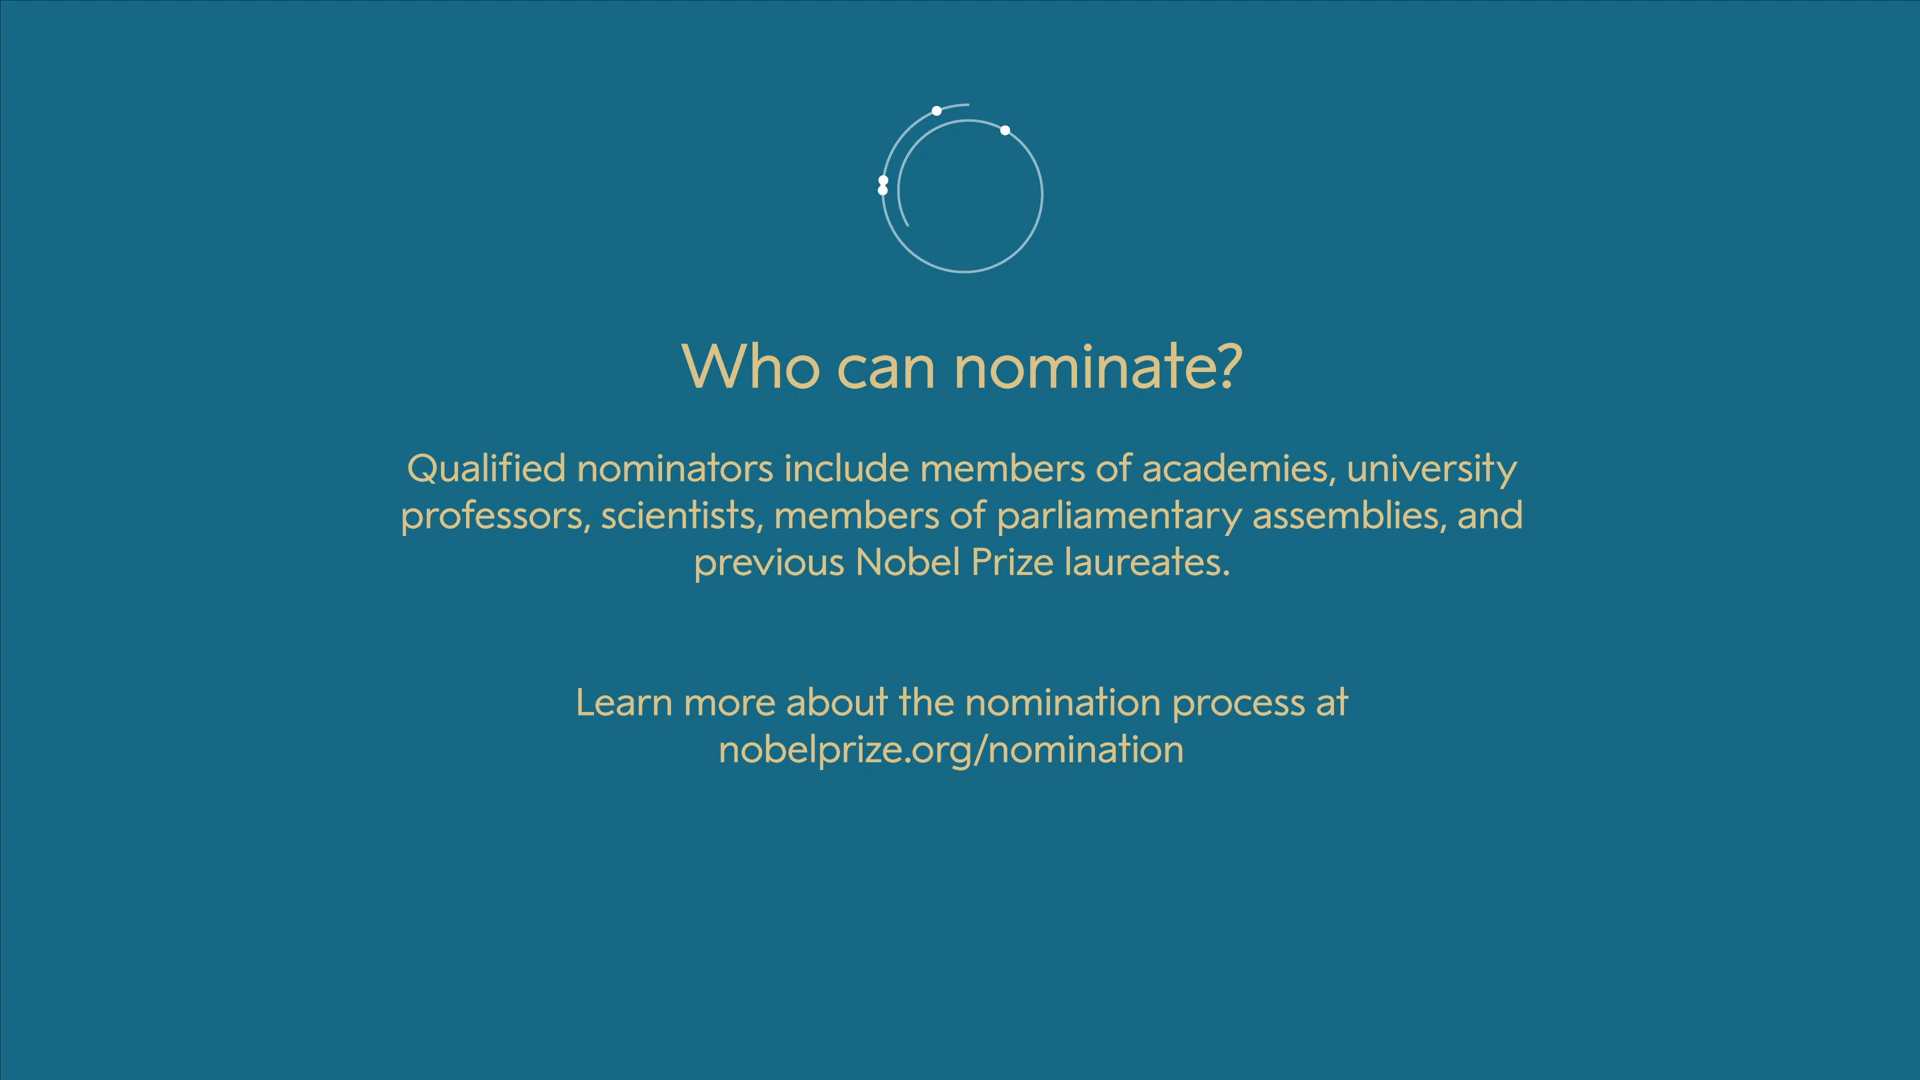 Who can nominate?
Qualified nominators include members of academies, university
professors, scientists, members of parliamentary assemblies, and
previous Nobel Prize laureates.
Learn more about the nomination process at
nobelprize.org/nomination